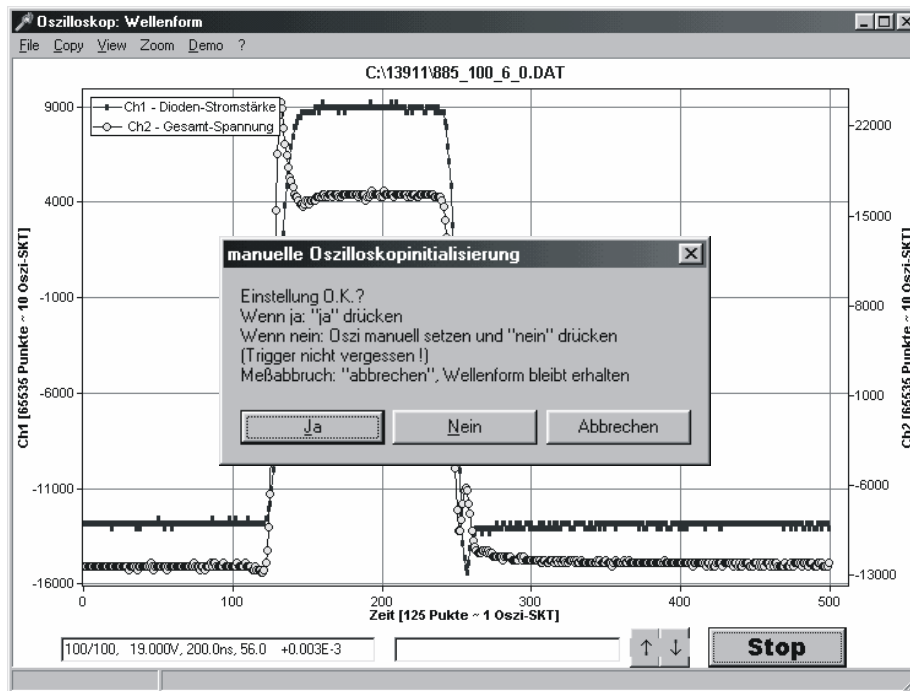 Oszilloskop: Wellenform
File Copy View Zoom Demo ?
C:\13911\885_100_6_0.DAT
Ch1 - Dioden-Stromstärke
Ch2 - Gesamt-Spannung
9000
4000
-1000
-6000
-11000
-16000
Ch1 [65535 Punkte ~ 10 Oszi-SKT]
22000
15000
8000
1000
-6000
-13000
Ch2 [65535 Punkte ~ 10 Oszi-SKT]
manuelle Oszilloskopinitialisierung
Einstellung O.K.?
Wenn ja: "ja" drücken
Wenn nein: Oszi manuell setzen und "nein" drücken
(Trigger nicht vergessen !)
Meßabbruch: "abbrechen", Wellenform bleibt erhalten
Ja
Nein
Abbrechen
0 100 200 300 400 500
Zeit [125 Pukte ~ 1 Oszi-SKT]
100/100, 19.000V, 200.0ns, 56.0 +0.003E-3
↑ ↓
Stop